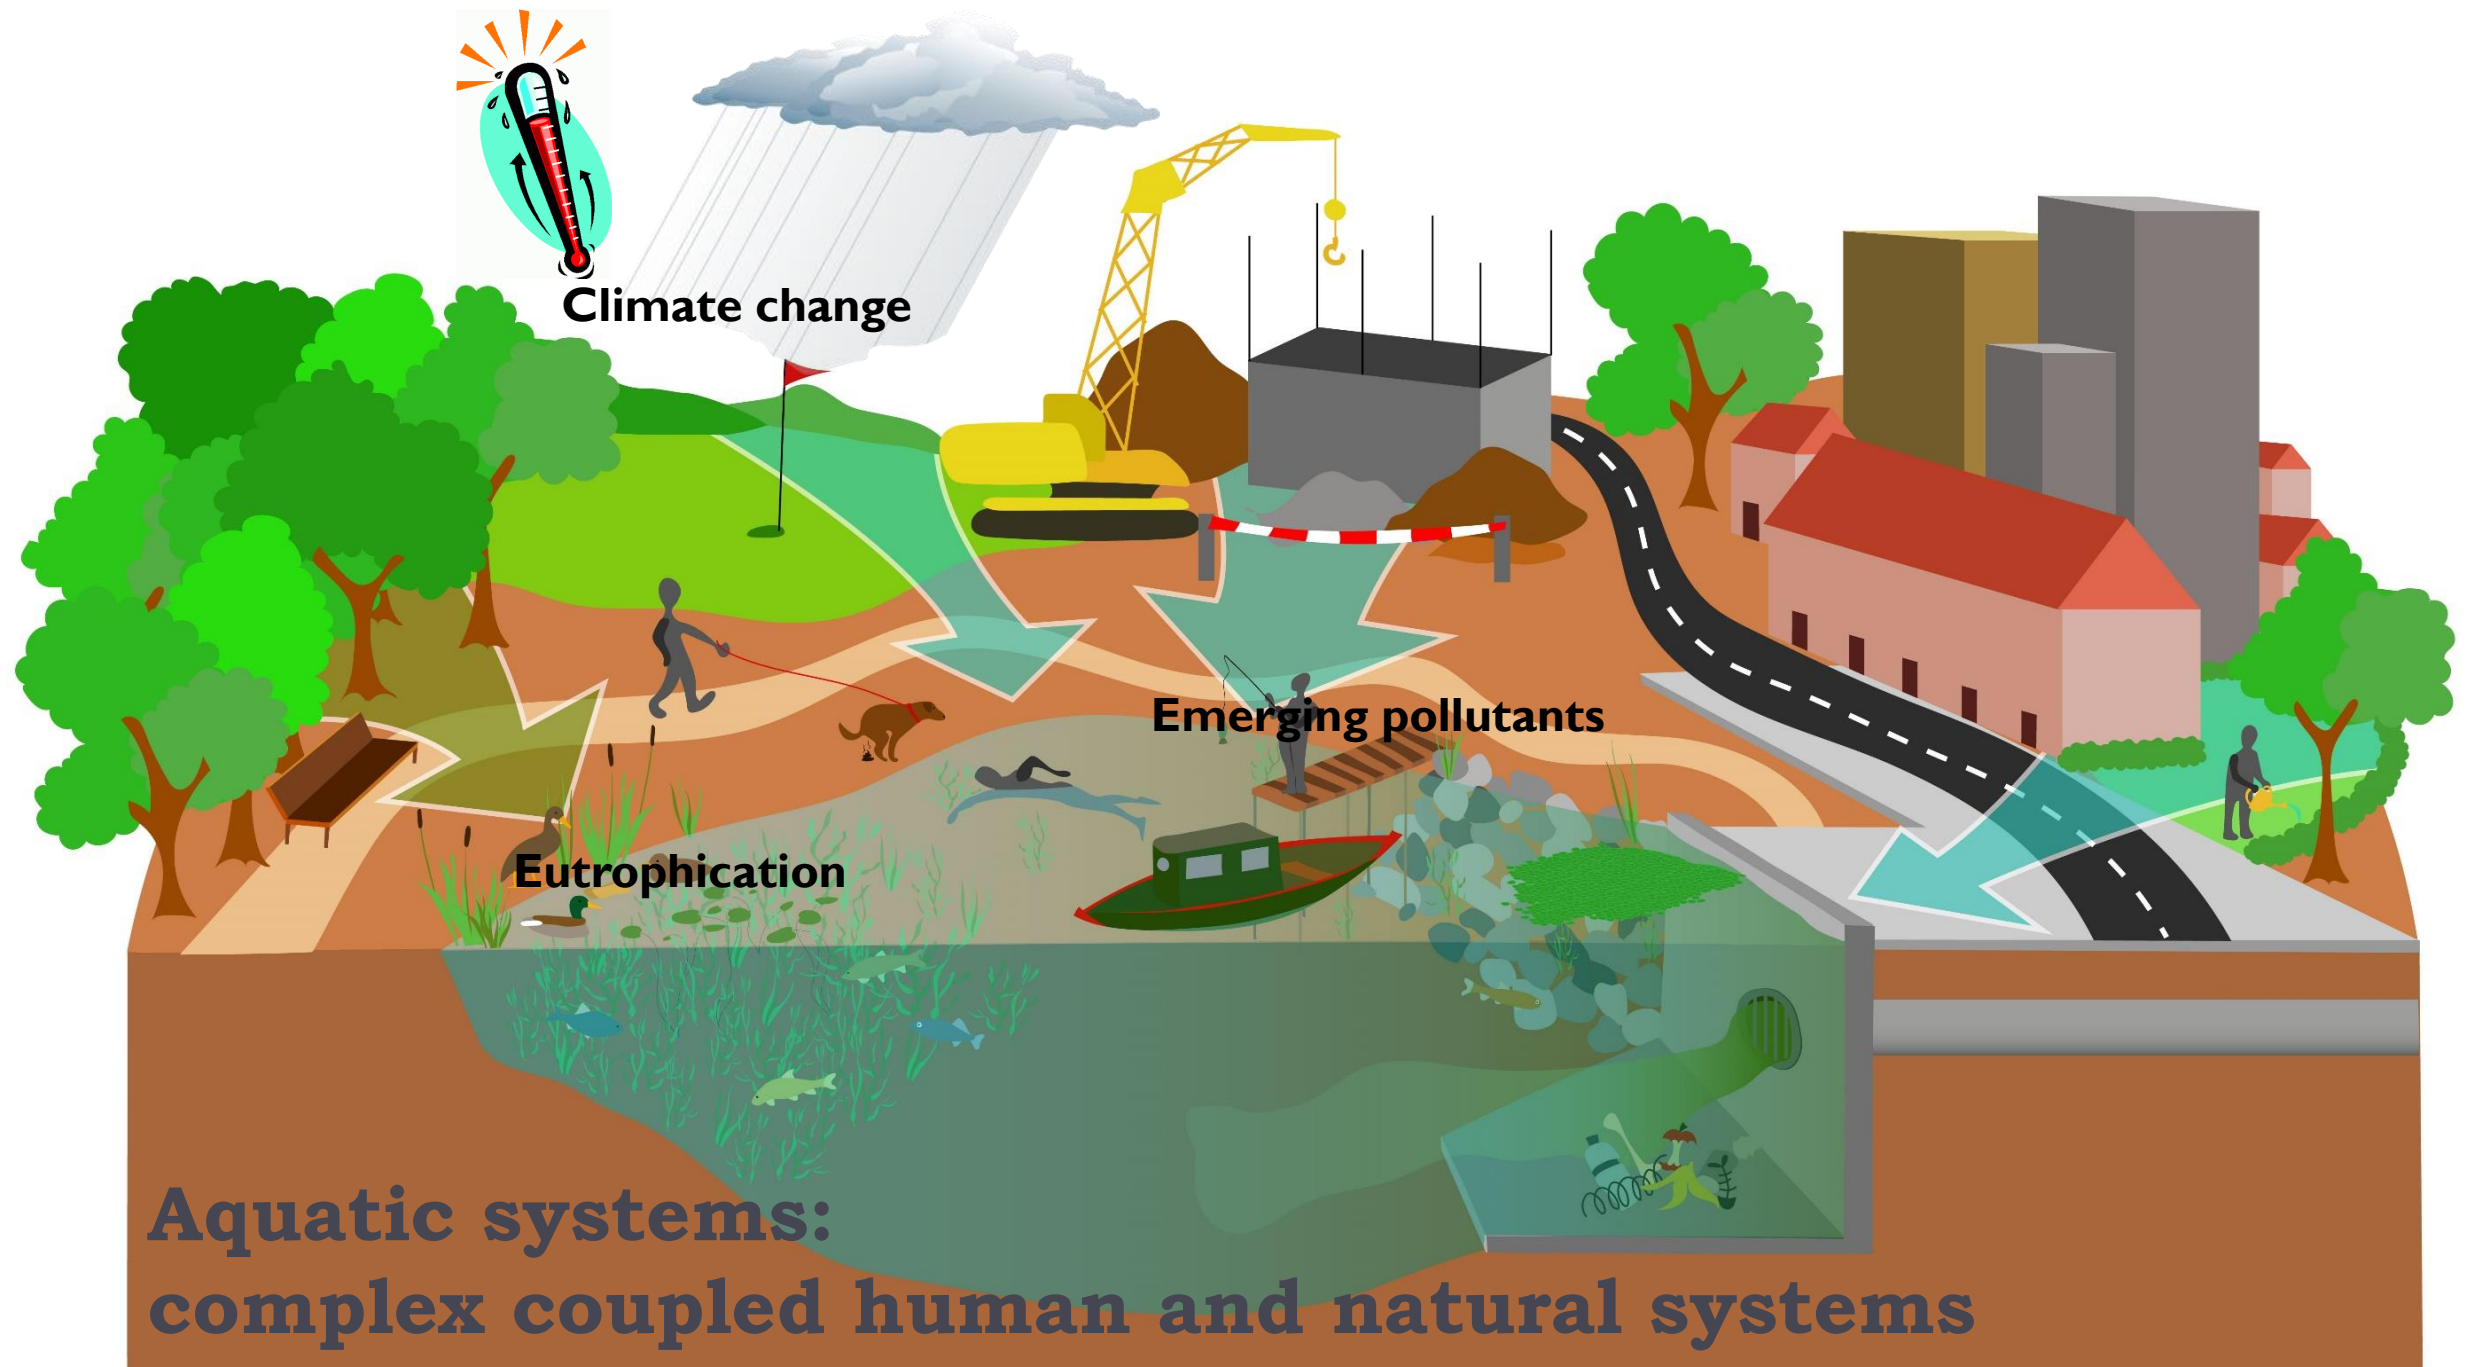 Climate change
Emerging pollutants
Eutrophication
Aquatic systems:
complex coupled human and natural systems